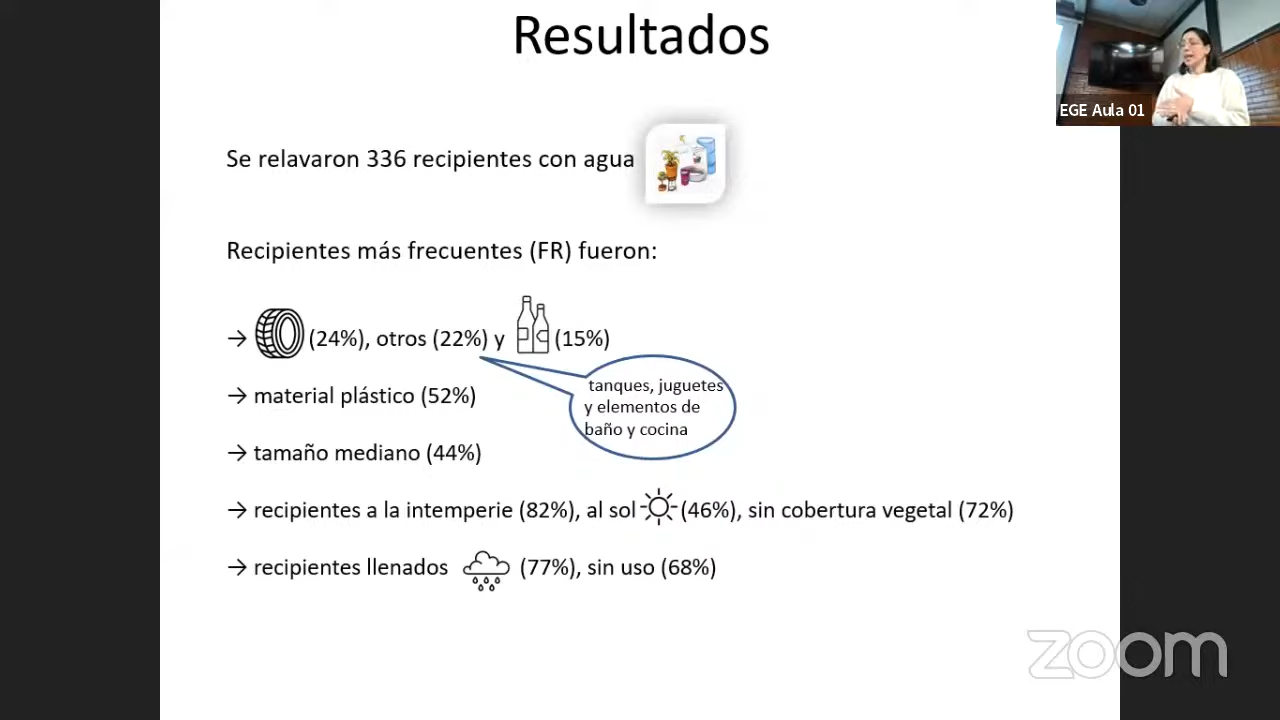 Resultados
EGE Aula 01
Se relavaron 336 recipientes con agua
Recipientes más frecuentes (FR) fueron:
→ (24%), otros (22%) y (15%)
tanques, juguetes
y elementos de
baño y cocina
→ material plástico (52%)
→ tamaño mediano (44%)
→ recipientes a la intemperie (82%), al sol (46%), sin cobertura vegetal (72%)
→ recipientes llenados (77%), sin uso (68%)
zoom